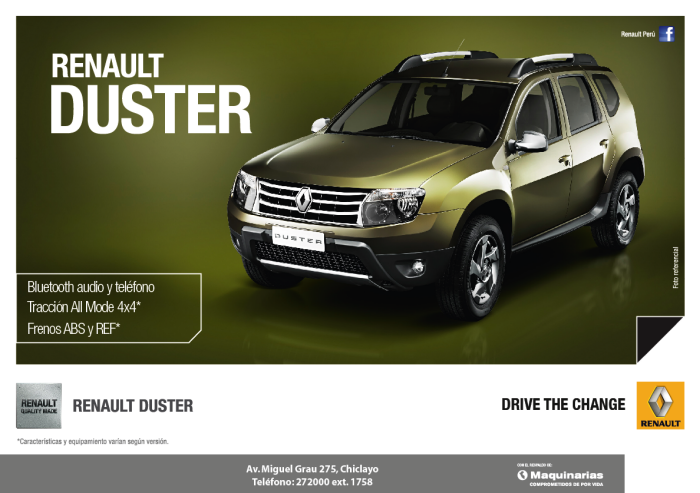 Renault Perú
RENAULT
DUSTER
DUSTER
Bluetooth audio y teléfono
Tracción All Mode 4x4*
Frenos ABS y REF*
Foto referencial
RENAULT
QUALITY MADE
RENAULT DUSTER
DRIVE THE CHANGE
RENAULT
*Características y equipamiento varían según versión.
Av. Miguel Grau 275, Chiclayo
Teléfono: 272000 ext. 1758
CON EL RESPALDO DE:
Maquinarias
COMPROMETIDOS DE POR VIDA